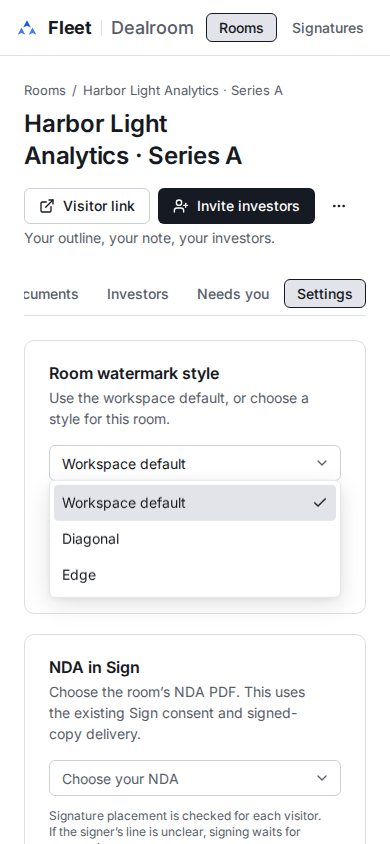 Fleet Dealroom Rooms Signatures
Rooms / Harbor Light Analytics · Series A
Harbor Light
Analytics · Series A
Visitor link Invite investors ...
Your outline, your note, your investors.
cuments Investors Needs you Settings
Room watermark style
Use the workspace default, or choose a
style for this room.
Workspace default
Workspace default
Diagonal
Edge
NDA in Sign
Choose the room’s NDA PDF. This uses
the existing Sign consent and signed-
copy delivery.
Choose your NDA
Signature placement is checked for each visitor.
If the signer’s line is unclear, signing waits for